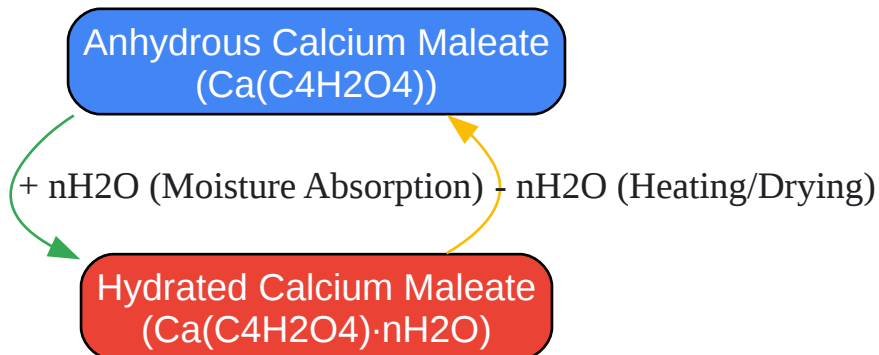 Anhydrous Calcium Maleate
(Ca(C4H2O4))
+ nH2O (Moisture Absorption)
- nH2O (Heating/Drying)
Hydrated Calcium Maleate
(Ca(C4H2O4)·nH2O)